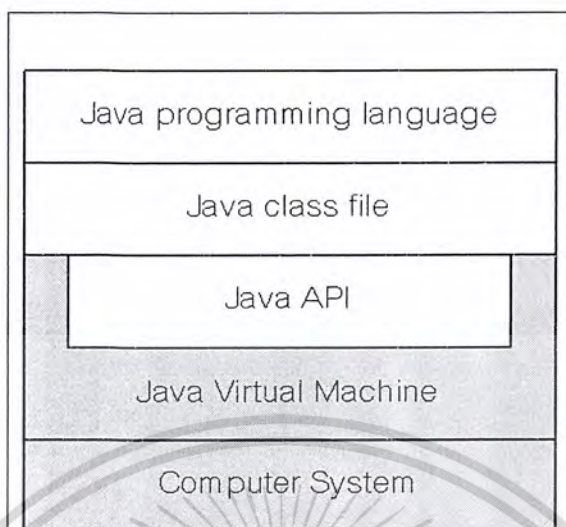 Java programming language
Java class file
Java API
Java Virtual Machine
Computer System